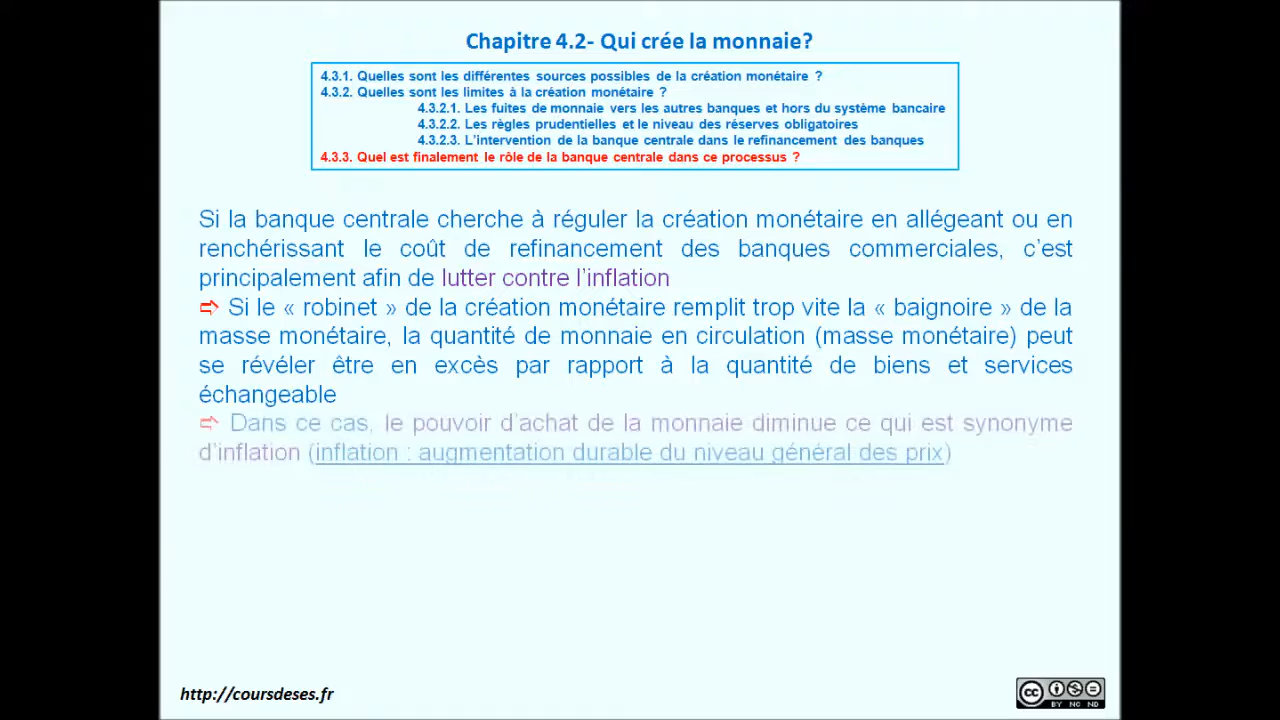 Chapitre 4.2- Qui crée la monnaie?
4.3.1. Quelles sont les différentes sources possibles de la création monétaire ?
4.3.2. Quelles sont les limites à la création monétaire ?
4.3.2.1. Les fuites de monnaie vers les autres banques et hors du système bancaire
4.3.2.2. Les règles prudentielles et le niveau des réserves obligatoires
4.3.2.3. L'intervention de la banque centrale dans le refinancement des banques
4.3.3. Quel est finalement le rôle de la banque centrale dans ce processus ?
Si la banque centrale cherche à réguler la création monétaire en allégeant ou en
renchérissant le coût de refinancement des banques commerciales, c'est
principalement afin de lutter contre l'inflation
⇨ Si le « robinet » de la création monétaire remplit trop vite la « baignoire » de la
masse monétaire, la quantité de monnaie en circulation (masse monétaire) peut
se révéler être en excès par rapport à la quantité de biens et services
échangeable
⇨ Dans ce cas, le pouvoir d'achat de la monnaie diminue ce qui est synonyme
d'inflation (inflation : augmentation durable du niveau général des prix)
http://coursdeses.fr
cc
BY NC ND